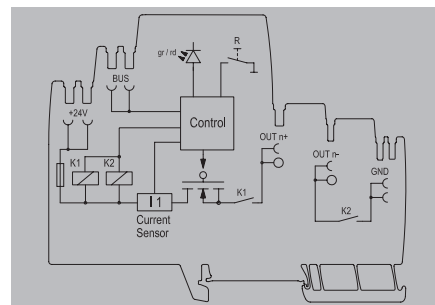 gr / rd
R
BUS
+24V
Control
OUT n+
OUT n-
K1
K2
GND
K1
K2
I 1
Current
Sensor